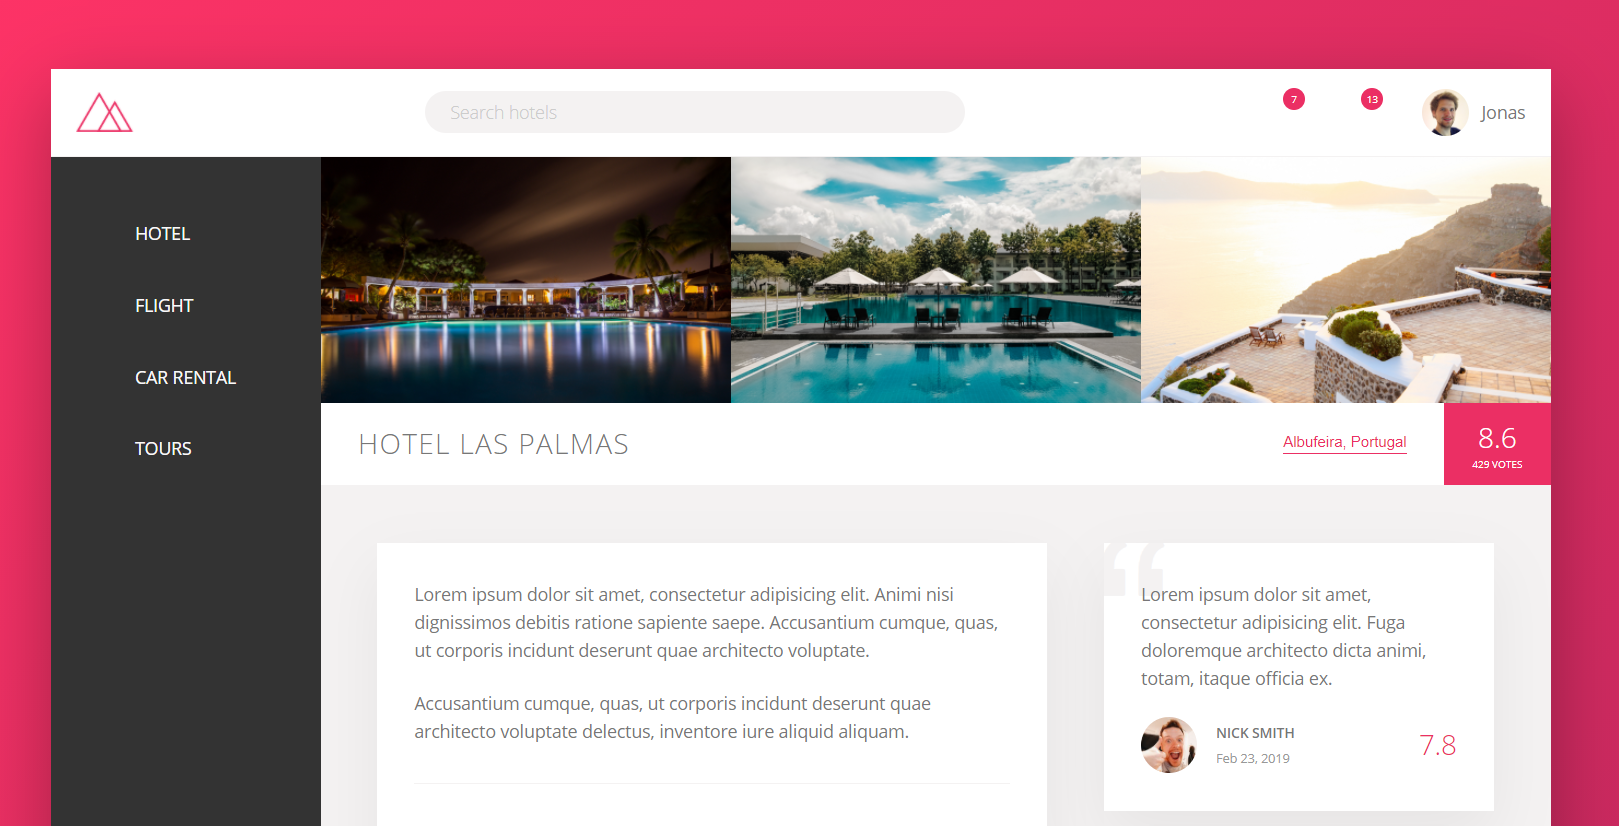 Search hotels
7
13
Jonas
HOTEL
FLIGHT
CAR RENTAL
TOURS
HOTEL LAS PALMAS
Albufeira, Portugal
8.6
429 VOTES
Lorem ipsum dolor sit amet, consectetur adipisicing elit. Animi nisi
dignissimos debitis ratione sapiente saepe. Accusantium cumque, quas,
ut corporis incidunt deserunt quae architecto voluptate.
Accusantium cumque, quas, ut corporis incidunt deserunt quae
architecto voluptate delectus, inventore iure aliquid aliquam.
“
Lorem ipsum dolor sit amet,
consectetur adipisicing elit. Fuga
doloremque architecto dicta animi,
totam, itaque officia ex.
NICK SMITH
Feb 23, 2019
7.8